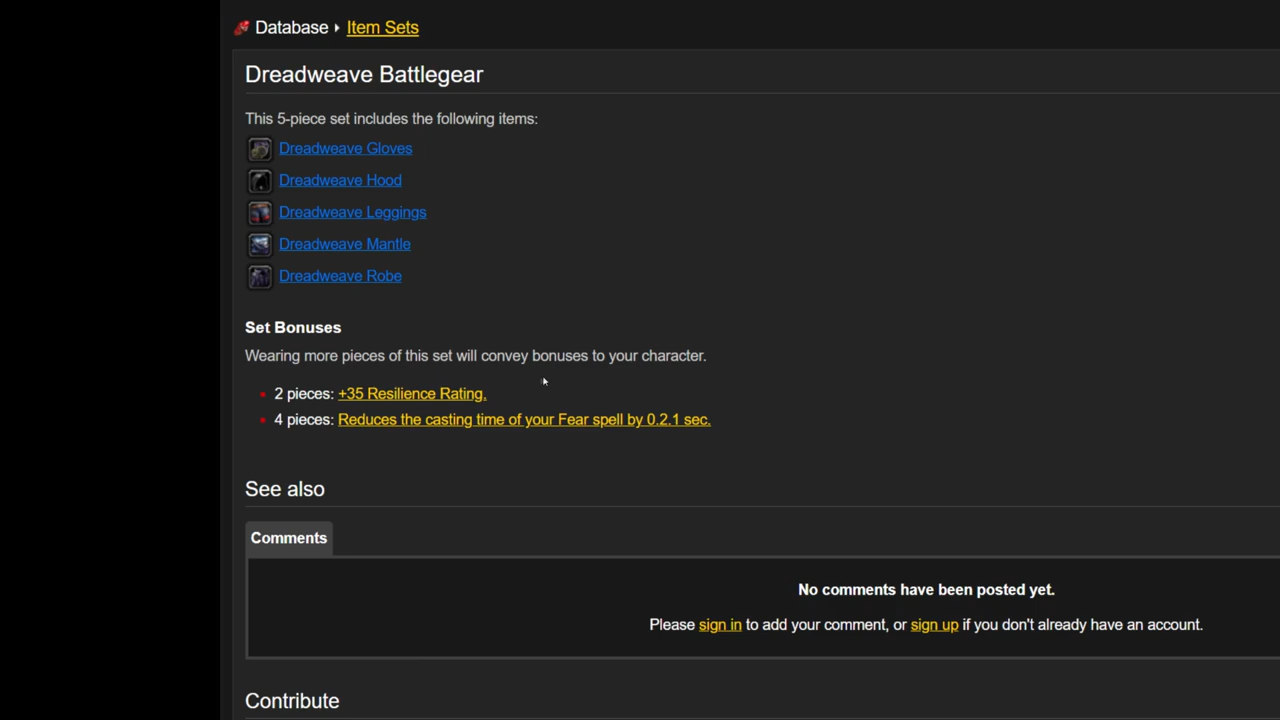 Database ▸ Item Sets
Dreadweave Battlegear
This 5-piece set includes the following items:
Dreadweave Gloves
Dreadweave Hood
Dreadweave Leggings
Dreadweave Mantle
Dreadweave Robe
Set Bonuses
Wearing more pieces of this set will convey bonuses to your character.
2 pieces: +35 Resilience Rating.
4 pieces: Reduces the casting time of your Fear spell by 0.2.1 sec.
See also
Comments
No comments have been posted yet.
Please sign in to add your comment, or sign up if you don't already have an account.
Contribute